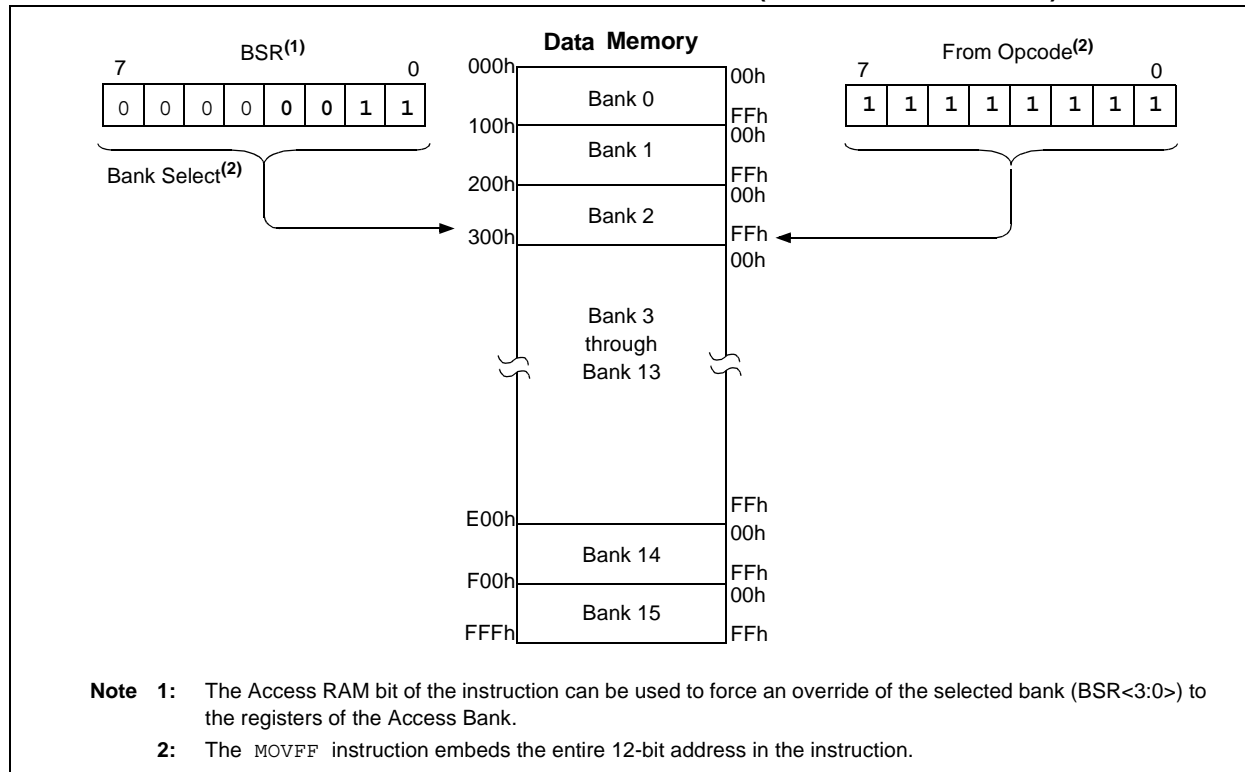 BSR(1)
7 0
0 0 0 0 0 0 1 1
Bank Select(2)
Data Memory
000h
00h
Bank 0
FFh
100h
00h
Bank 1
FFh
200h
00h
Bank 2
FFh
300h
00h
Bank 3
through
Bank 13
FFh
E00h
00h
Bank 14
FFh
F00h
00h
Bank 15
FFFh
FFh
From Opcode(2)
7 0
1 1 1 1 1 1 1 1
Note 1: The Access RAM bit of the instruction can be used to force an override of the selected bank (BSR<3:0>) to
the registers of the Access Bank.
2: The MOVFF instruction embeds the entire 12-bit address in the instruction.